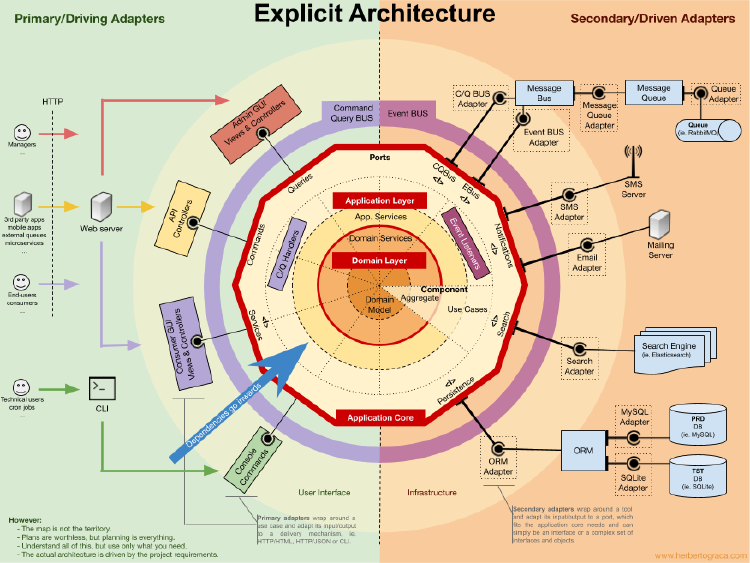 Explicit Architecture
Primary/Driving Adapters
Secondary/Driven Adapters
HTTP
Managers
...
3rd party apps
mobile apps
external queues
microservices
...
End-users
consumers
...
Technical users
cron jobs
Web server
CLI
Admin GUI/
Views & Controllers
API
Controllers
Consumer GUI/
Views & Controllers
Console
Commands
Dependencies go inwards
Command
Query BUS
Event BUS
Ports
Queries
Commands
Services
</>
CQBus
</>
EBus
</>
Notifications
</>
Search
</>
Persistence
</>
Application Layer
App. Services
Domain Services
Domain Layer
Domain
Model
Component
Aggregate
Use Cases
C/Q Handlers
Event Listeners
Application Core
User Interface
Infrastructure
C/Q BUS
Adapter
Message
Bus
Event BUS
Adapter
Message
Queue
Adapter
Message
Queue
Queue
Adapter
Queue
(ie. RabbitMQ)
SMS
Adapter
SMS
Server
Email
Adapter
Mailing
Server
Search
Adapter
Search Engine
(ie. Elasticsearch)
ORM
Adapter
ORM
MySQL
Adapter
SQLite
Adapter
PRD
DB
(ie. MySQL)
TST
DB
(ie. SQLite)
Primary adapters wrap around a
use case and adapt its input/output
to a delivery mechanism, ie.
HTTP/HTML, HTTP/JSON or CLI.
Secondary adapters wrap around a tool
and adapt its input/output to a port, which
fits the application core needs and can
simply be an interface or a complex set of
interfaces and objects.
However:
- The map is not the territory.
- Plans are worthless, but planning is everything.
- Understand all of this, but use only what you need.
- The actual architecture is driven by the project requirements.
www.herbertograca.com